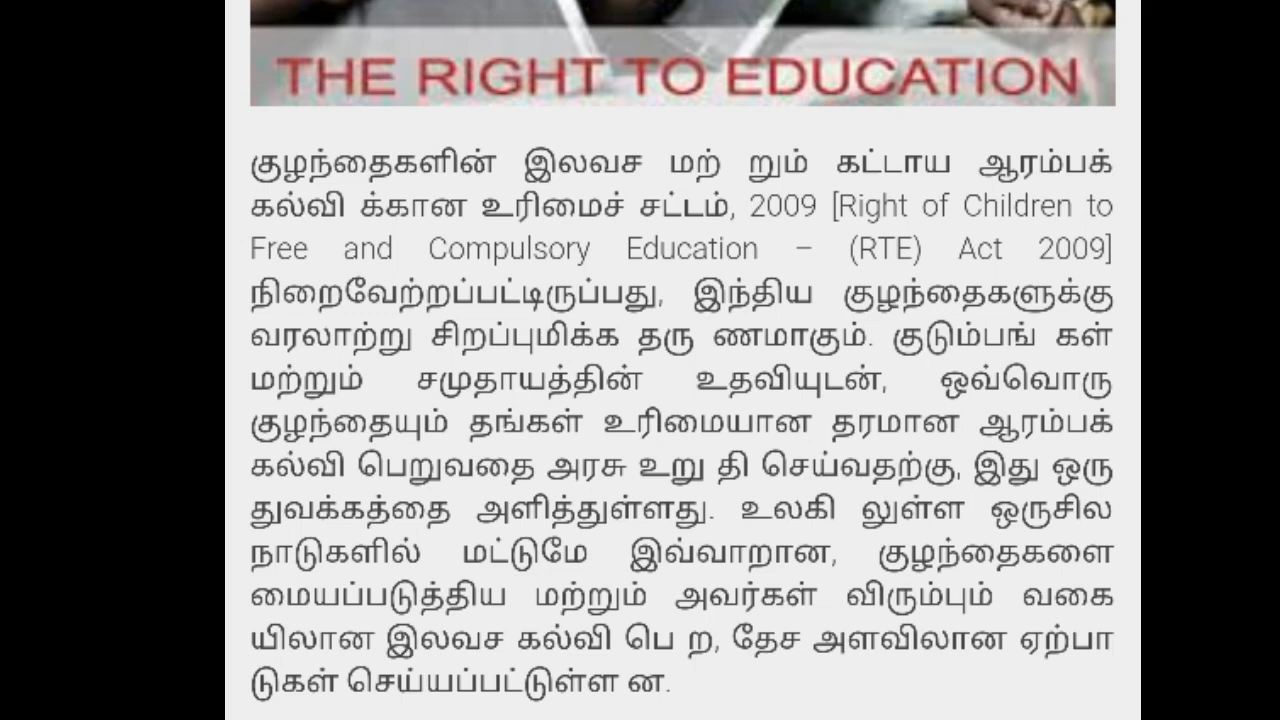 THE RIGHT TO EDUCATION
குழந்தைகளின் இலவச மற் றும் கட்டாய ஆரம்பக்
கல்வி க்கான உரிமைச் சட்டம், 2009 [Right of Children to
Free and Compulsory Education – (RTE) Act 2009]
நிறைவேற்றப்பட்டிருப்பது, இந்திய குழந்தைகளுக்கு
வரலாற்று சிறப்புமிக்க தரு ணமாகும். குடும்பங் கள்
மற்றும் சமுதாயத்தின் உதவியுடன், ஒவ்வொரு
குழந்தையும் தங்கள் உரிமையான தரமான ஆரம்பக்
கல்வி பெறுவதை அரசு உறு தி செய்வதற்கு, இது ஒரு
துவக்கத்தை அளித்துள்ளது. உலகி லுள்ள ஒருசில
நாடுகளில் மட்டுமே இவ்வாறான, குழந்தைகளை
மையப்படுத்திய மற்றும் அவர்கள் விரும்பும் வகை
யிலான இலவச கல்வி பெ ற, தேச அளவிலான ஏற்பா
டுகள் செய்யப்பட்டுள்ள ன.